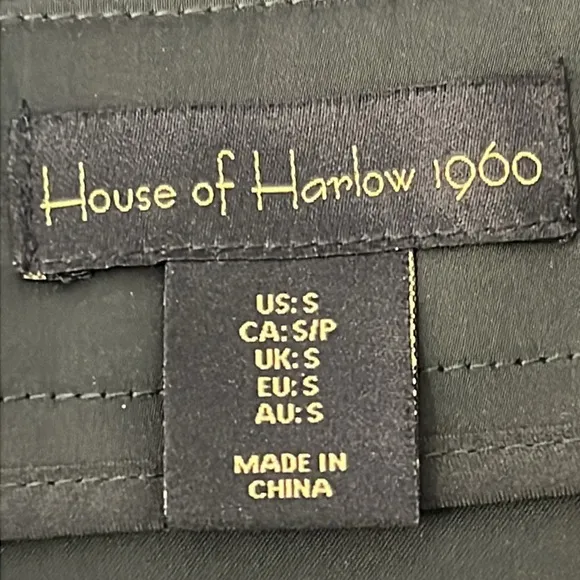 House of Harlow 1960
US: S
CA: S/P
UK: S
EU: S
AU: S
MADE IN
CHINA